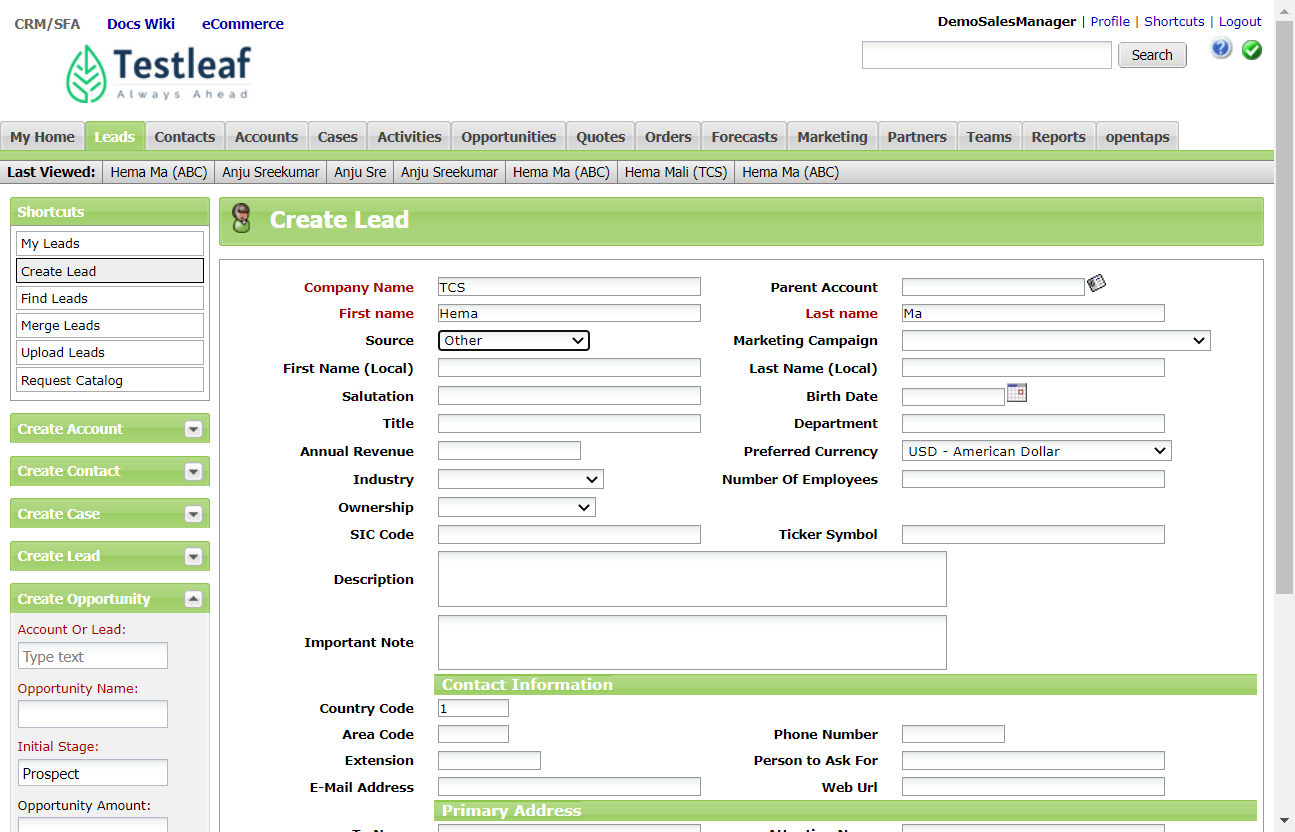 CRM/SFA Docs Wiki eCommerce
DemoSalesManager | Profile | Shortcuts | Logout
Testleaf
Always Ahead
Search
My Home Leads Contacts Accounts Cases Activities Opportunities Quotes Orders Forecasts Marketing Partners Teams Reports opentaps
Last Viewed: Hema Ma (ABC) Anju Sreekumar Anju Sre Anju Sreekumar Hema Ma (ABC) Hema Mali (TCS) Hema Ma (ABC)
Shortcuts
My Leads
Create Lead
Find Leads
Merge Leads
Upload Leads
Request Catalog
Create Account
Create Contact
Create Case
Create Lead
Create Opportunity
Account Or Lead:
Type text
Opportunity Name:
Initial Stage:
Prospect
Opportunity Amount:
Create Lead
Company Name TCS Parent Account
First name Hema Last name Ma
Source Other Marketing Campaign
First Name (Local) Last Name (Local)
Salutation Birth Date
Title Department
Annual Revenue Preferred Currency USD - American Dollar
Industry Number Of Employees
Ownership
SIC Code Ticker Symbol
Description
Important Note
Contact Information
Country Code 1
Area Code Phone Number
Extension Person to Ask For
E-Mail Address Web Url
Primary Address